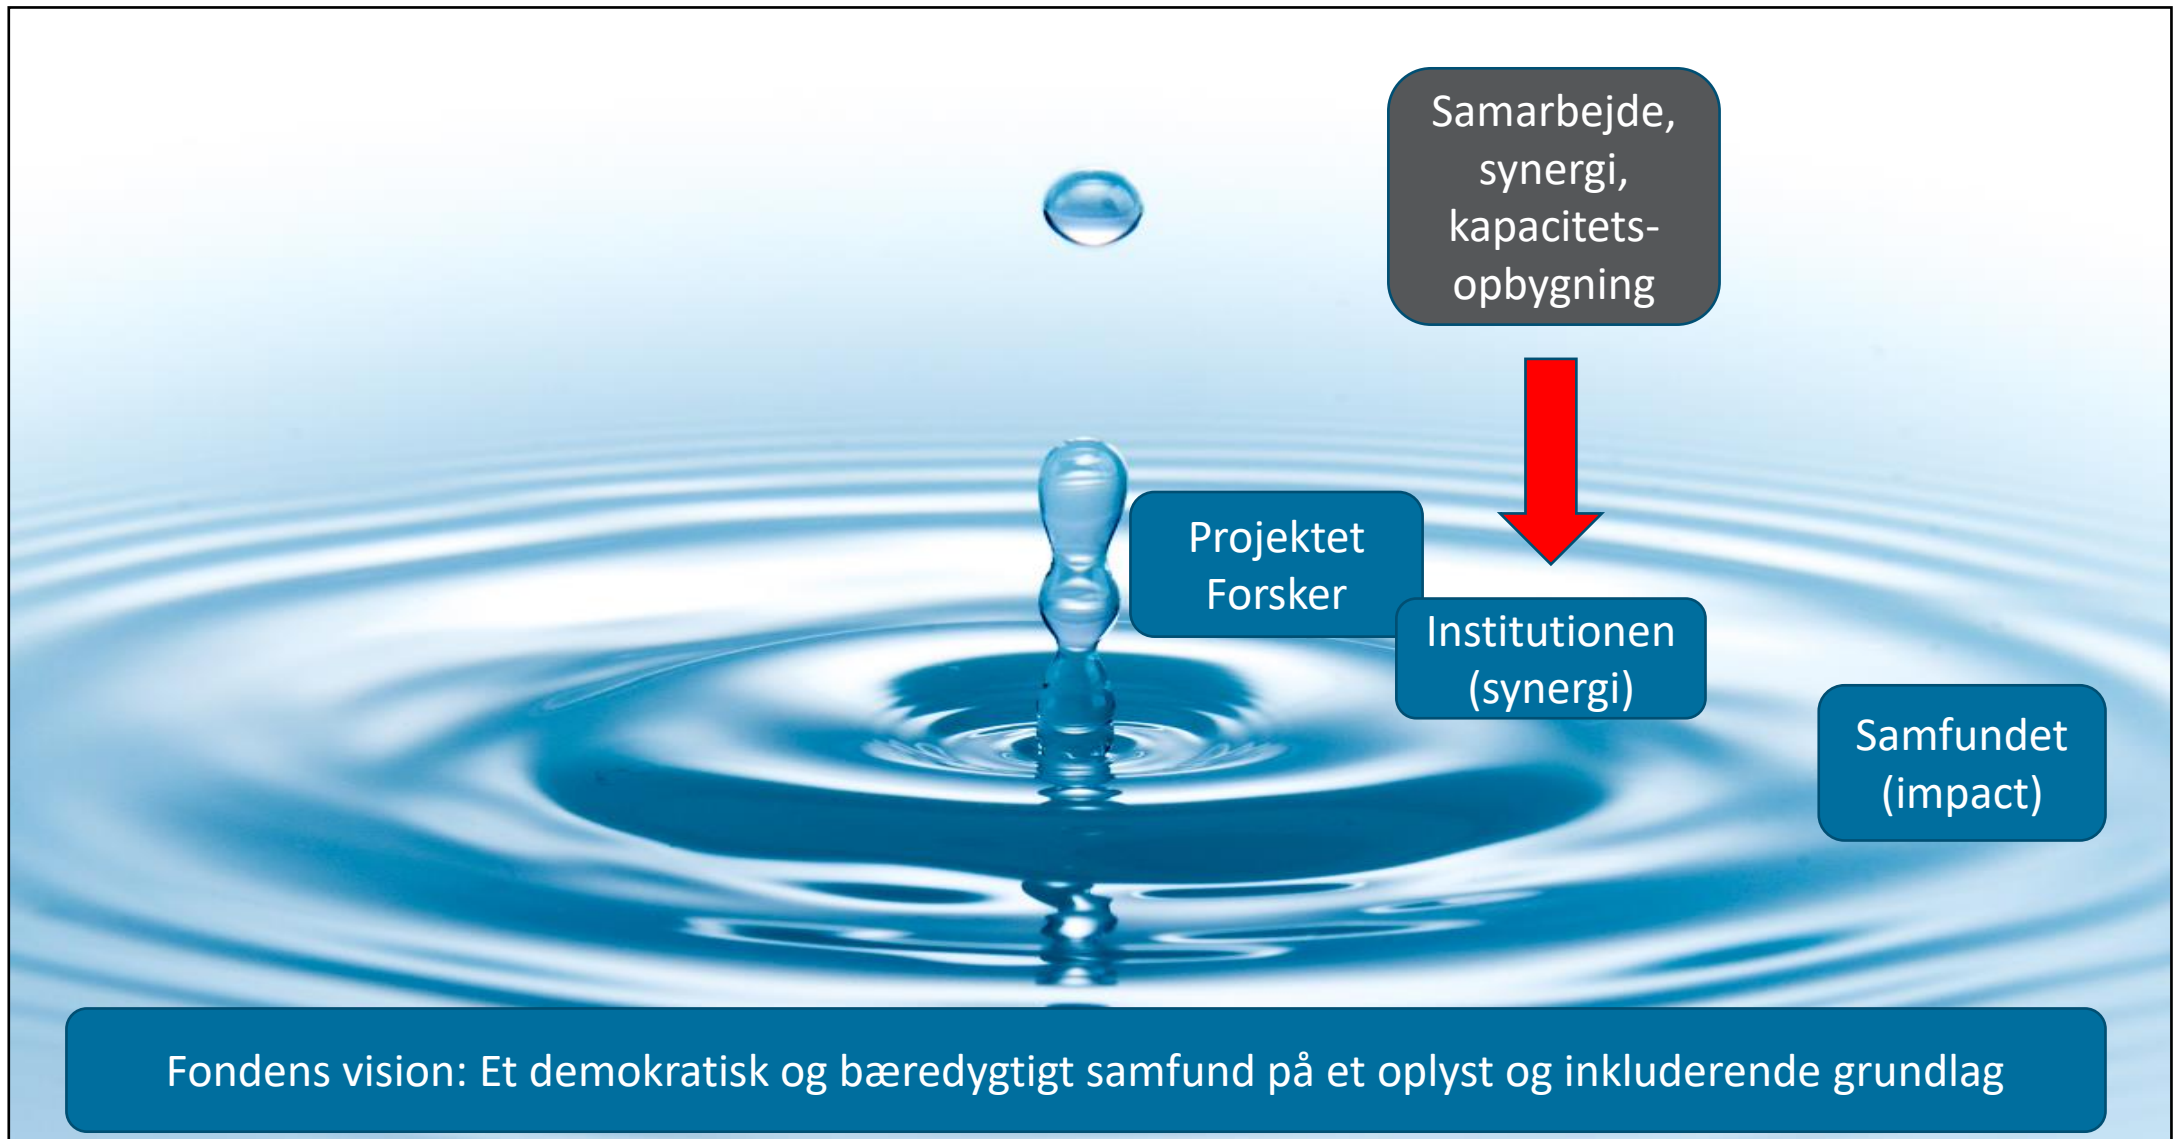 Samarbejde,
synergi,
kapacitets-
opbygning
Projektet
Forsker
Institutionen
(synergi)
Samfundet
(impact)
Fondens vision: Et demokratisk og bæredygtigt samfund på et oplyst og inkluderende grundlag